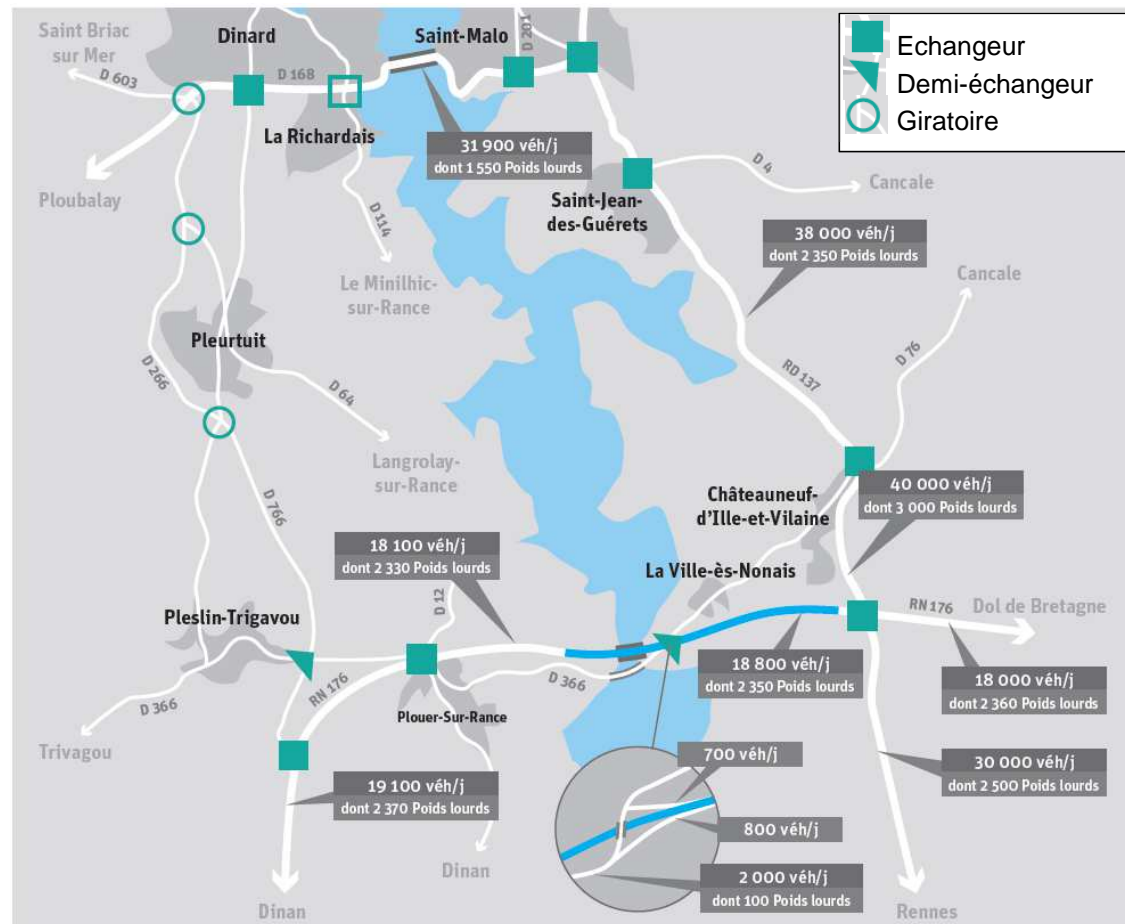 Saint Briac
sur Mer
Dinard
Saint-Malo
D 201
Echangeur
Demi-échangeur
Giratoire
D 603
D 168
La Richardais
31 900 véh/j
dont 1 550 Poids lourds
Ploubalay
D 114
Saint-Jean-
des-Guérets
D 4
Cancale
38 000 véh/j
dont 2 350 Poids lourds
Le Minilhic-
sur-Rance
Cancale
Pleurtuit
D 266
D 64
RD 137
D 76
Langrolay-
sur-Rance
D 766
Châteauneuf-
d'Ille-et-Vilaine
40 000 véh/j
dont 3 000 Poids lourds
18 100 véh/j
dont 2 330 Poids lourds
La Ville-ès-Nonais
D 12
Pleslin-Trigavou
RN 176
Dol de Bretagne
RN 176
D 366
18 800 véh/j
dont 2 350 Poids lourds
18 000 véh/j
dont 2 360 Poids lourds
D 366
Plouer-Sur-Rance
Trivagou
700 véh/j
30 000 véh/j
dont 2 500 Poids lourds
19 100 véh/j
dont 2 370 Poids lourds
800 véh/j
Dinan
2 000 véh/j
dont 100 Poids lourds
Dinan
Rennes